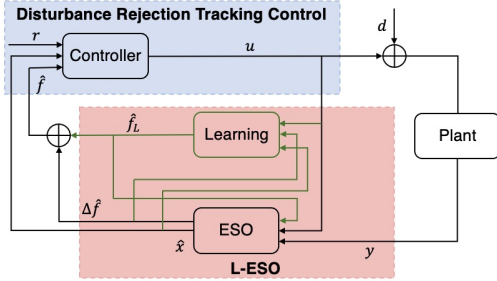 Disturbance Rejection Tracking Control
r
Controller
u
d
f̂
f̂_L
Learning
Plant
Δf̂
ESO
x̂
y
L-ESO